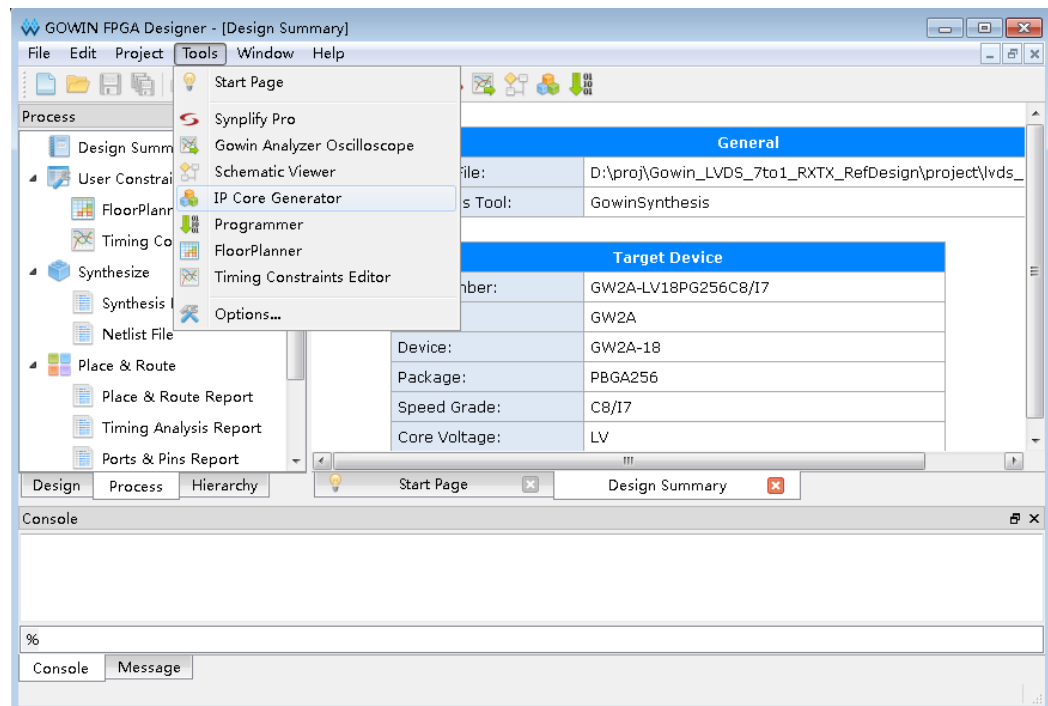 GOWIN FPGA Designer - [Design Summary]
File Edit Project Tools Window Help
Start Page
Synplify Pro
Gowin Analyzer Oscilloscope
Schematic Viewer
IP Core Generator
Programmer
FloorPlanner
Timing Constraints Editor
Options...
Process
Design Summ
User Constrai
FloorPlann
Timing Co
Synthesize
Synthesis
Netlist File
Place & Route
Place & Route Report
Timing Analysis Report
Ports & Pins Report
Design Process Hierarchy
General
File: D:\proj\Gowin_LVDS_7to1_RXTX_RefDesign\project\lvds_
s Tool: GowinSynthesis
Target Device
mber: GW2A-LV18PG256C8/I7
GW2A
Device: GW2A-18
Package: PBGA256
Speed Grade: C8/I7
Core Voltage: LV
Start Page Design Summary
Console
%
Console Message